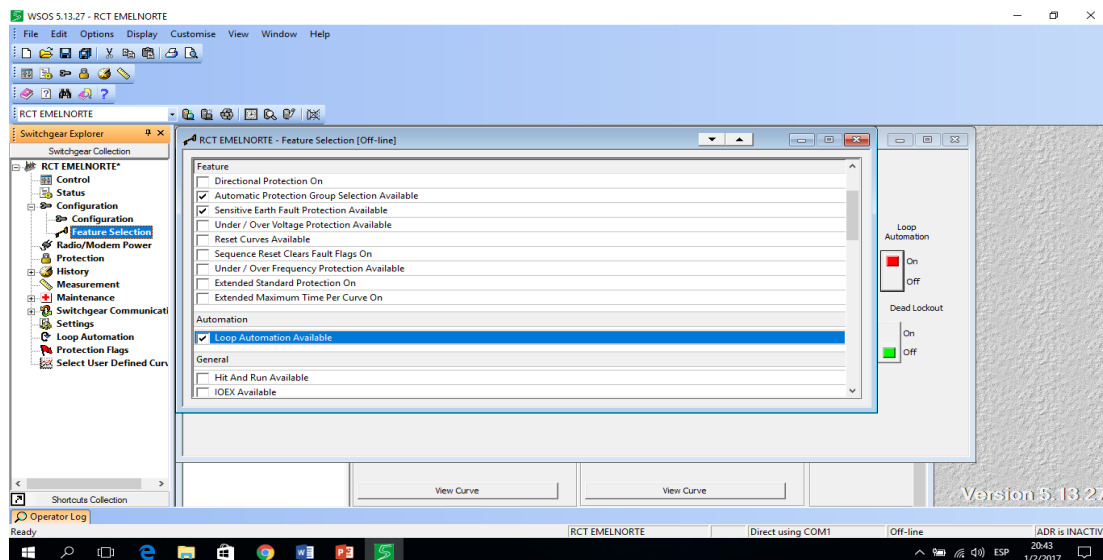 WSOS 5.13.27 - RCT EMELNORTE
File Edit Options Display Customise View Window Help
RCT EMELNORTE
Switchgear Explorer
Switchgear Collection
RCT EMELNORTE*
Control
Status
Configuration
Configuration
Feature Selection
Radio/Modem Power
Protection
History
Measurement
Maintenance
Switchgear Communicati
Settings
Loop Automation
Protection Flags
Select User Defined Curv
Shortcuts Collection
RCT EMELNORTE - Feature Selection [Off-line]
Feature
Directional Protection On
Automatic Protection Group Selection Available
Sensitive Earth Fault Protection Available
Under / Over Voltage Protection Available
Reset Curves Available
Sequence Reset Clears Fault Flags On
Under / Over Frequency Protection Available
Extended Standard Protection On
Extended Maximum Time Per Curve On
Automation
Loop Automation Available
General
Hit And Run Available
IOEX Available
Loop
Automation
On
Off
Dead Lockout
On
Off
View Curve
View Curve
Version 5.13.27
Operator Log
Ready
RCT EMELNORTE
Direct using COM1
Off-line
ADR is INACTIV
ESP
20:43
1/2/2017